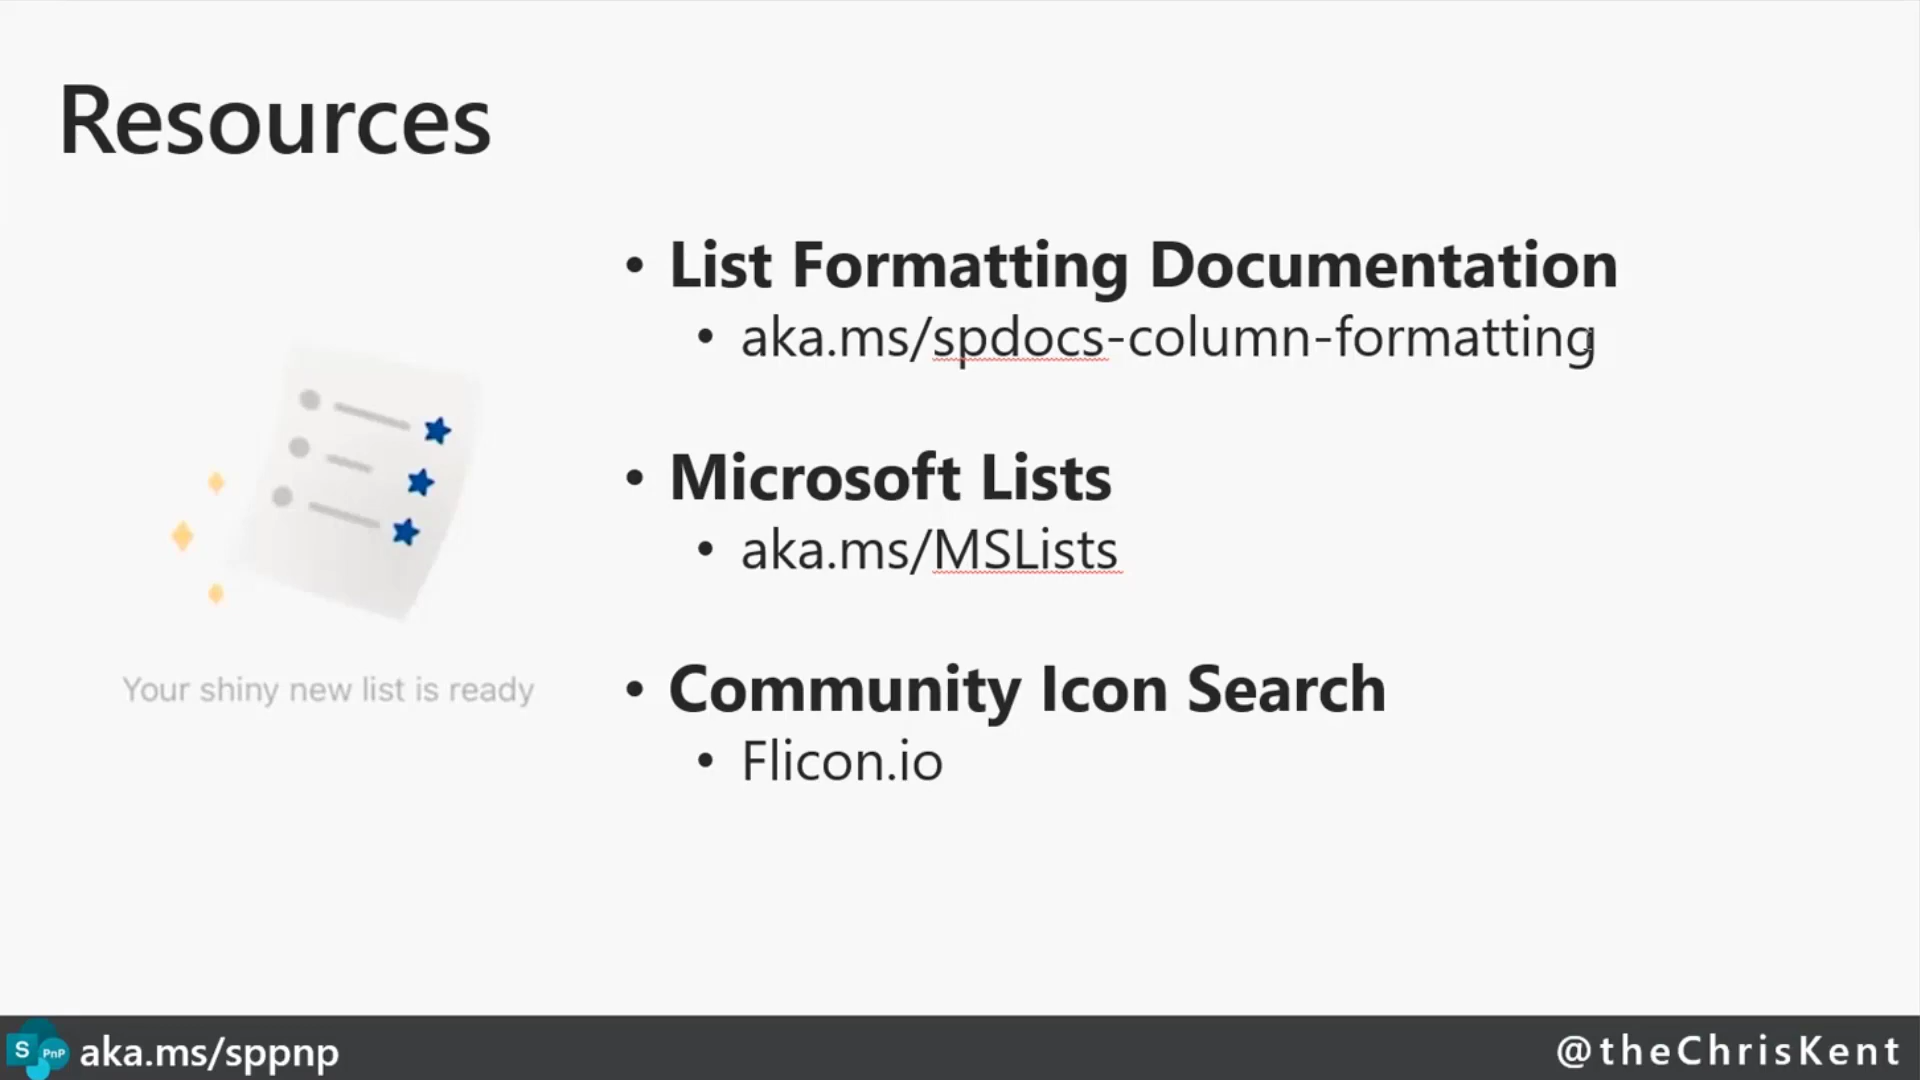 Resources
• List Formatting Documentation
• aka.ms/spdocs-column-formatting
• Microsoft Lists
• aka.ms/MSLists
Your shiny new list is ready
• Community Icon Search
• Flicon.io
S PnP aka.ms/sppnp
@theChrisKent